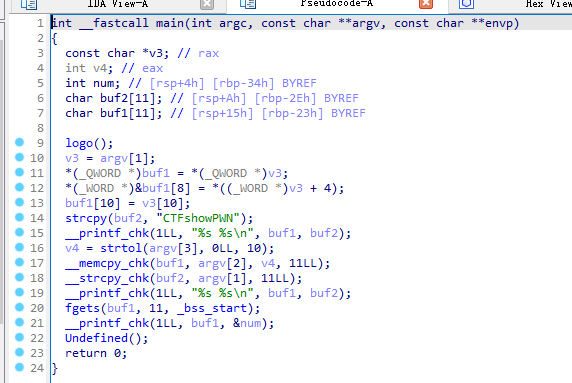 IDA View-A Pseudocode-A Hex View
1 int __fastcall main(int argc, const char **argv, const char **envp)
2 {
3 const char *v3; // rax
4 int v4; // eax
5 int num; // [rsp+4h] [rbp-34h] BYREF
6 char buf2[11]; // [rsp+Ah] [rbp-2Eh] BYREF
7 char buf1[11]; // [rsp+15h] [rbp-23h] BYREF
8
9 logo();
10 v3 = argv[1];
11 *(_QWORD *)buf1 = *(_QWORD *)v3;
12 *(_WORD *)&buf1[8] = *((_WORD *)v3 + 4);
13 buf1[10] = v3[10];
14 strcpy(buf2, "CTFshowPWN");
15 __printf_chk(1LL, "%s %s\n", buf1, buf2);
16 v4 = strtol(argv[3], 0LL, 10);
17 __memcpy_chk(buf1, argv[2], v4, 11LL);
18 __strcpy_chk(buf2, argv[1], 11LL);
19 __printf_chk(1LL, "%s %s\n", buf1, buf2);
20 fgets(buf1, 11, _bss_start);
21 __printf_chk(1LL, buf1, &num);
22 Undefined();
23 return 0;
24 }